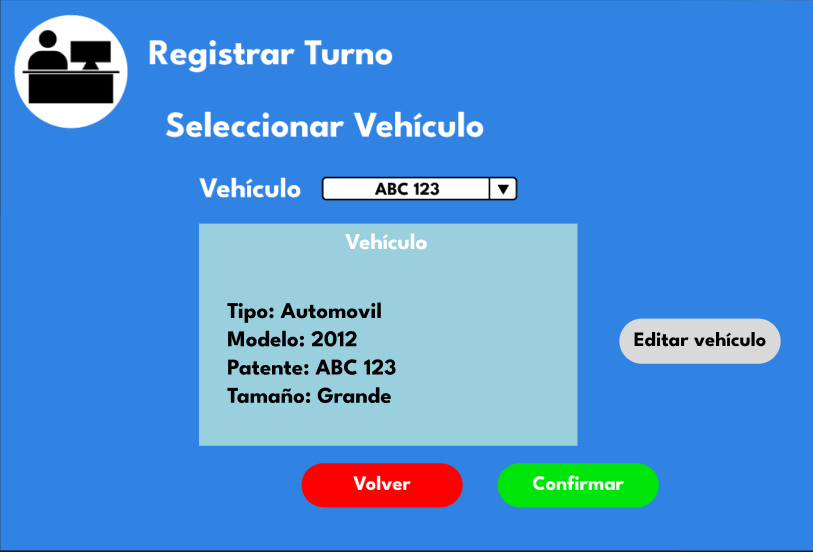 Registrar Turno
Seleccionar Vehículo
Vehículo ABC 123
Vehículo
Tipo: Automovil
Modelo: 2012
Patente: ABC 123
Tamaño: Grande
Editar vehículo
Volver Confirmar